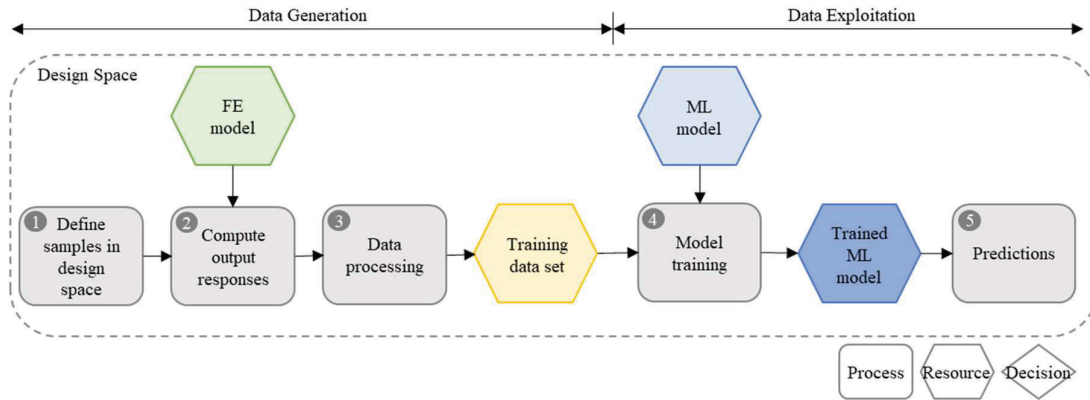 Data Generation
Data Exploitation
Design Space
FE
model
ML
model
1
Define
samples in
design
space
2
Compute
output
responses
3
Data
processing
Training
data set
4
Model
training
Trained
ML
model
5
Predictions
Process
Resource
Decision